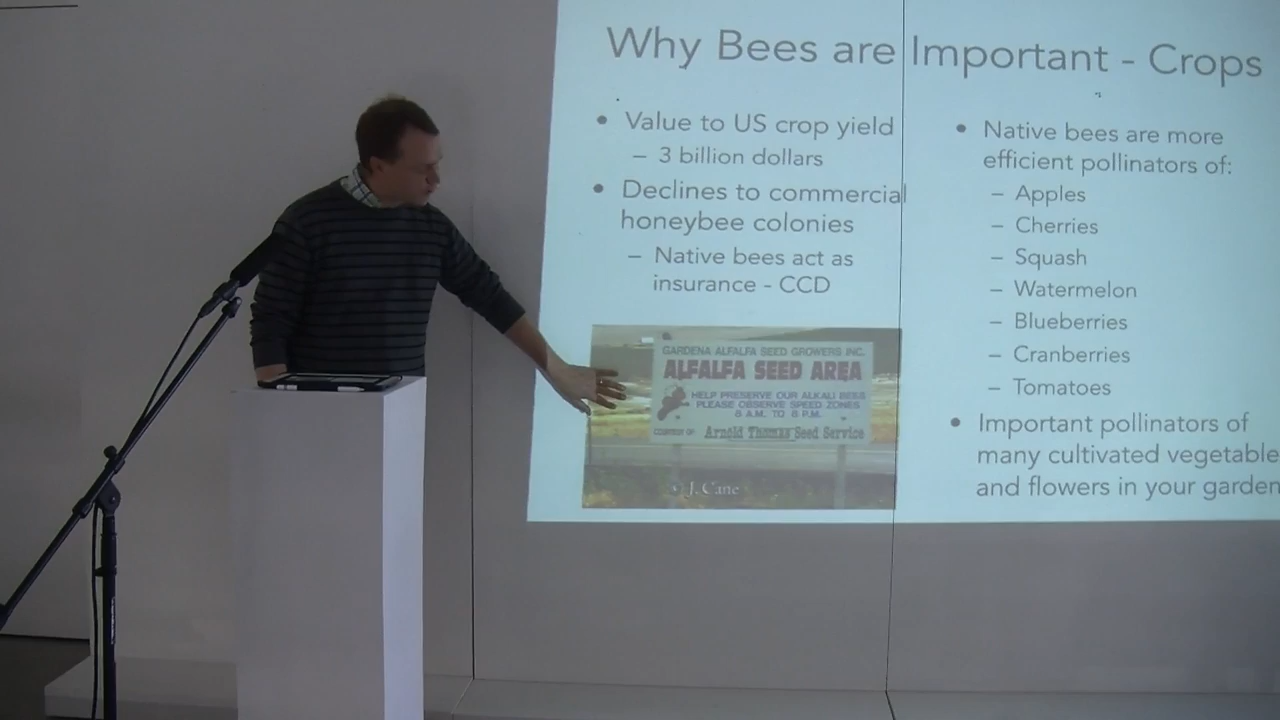 Why Bees are Important - Crops
• Value to US crop yield
– 3 billion dollars
• Declines to commercial
honeybee colonies
– Native bees act as
insurance - CCD
GARDENA ALFALFA SEED GROWERS INC.
ALFALFA SEED AREA
HELP PRESERVE OUR ALKALI BEES
PLEASE OBSERVE SPEED ZONES
8 A.M. TO 8 P.M.
COURTESY OF: Arnold Thomas Seed Service
© J. Cane
• Native bees are more
efficient pollinators of:
– Apples
– Cherries
– Squash
– Watermelon
– Blueberries
– Cranberries
– Tomatoes
• Important pollinators of
many cultivated vegetable
and flowers in your garden